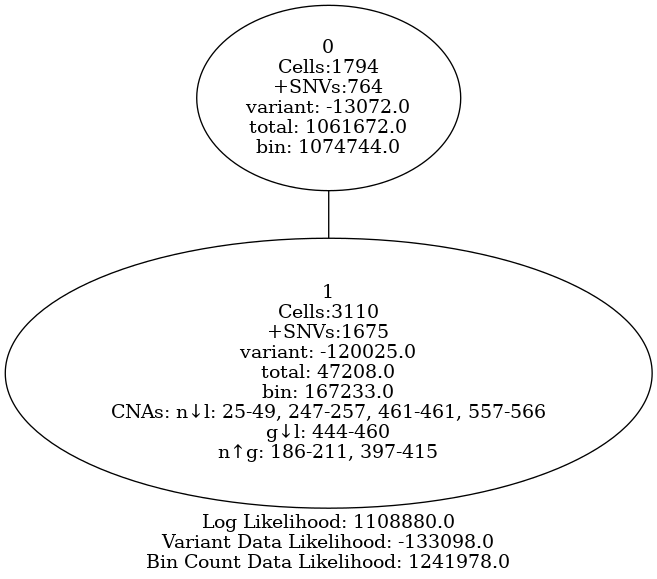 0
Cells:1794
+SNVs:764
variant: -13072.0
total: 1061672.0
bin: 1074744.0
1
Cells:3110
+SNVs:1675
variant: -120025.0
total: 47208.0
bin: 167233.0
CNAs: n↓l: 25-49, 247-257, 461-461, 557-566
g↓l: 444-460
n↑g: 186-211, 397-415
Log Likelihood: 1108880.0
Variant Data Likelihood: -133098.0
Bin Count Data Likelihood: 1241978.0